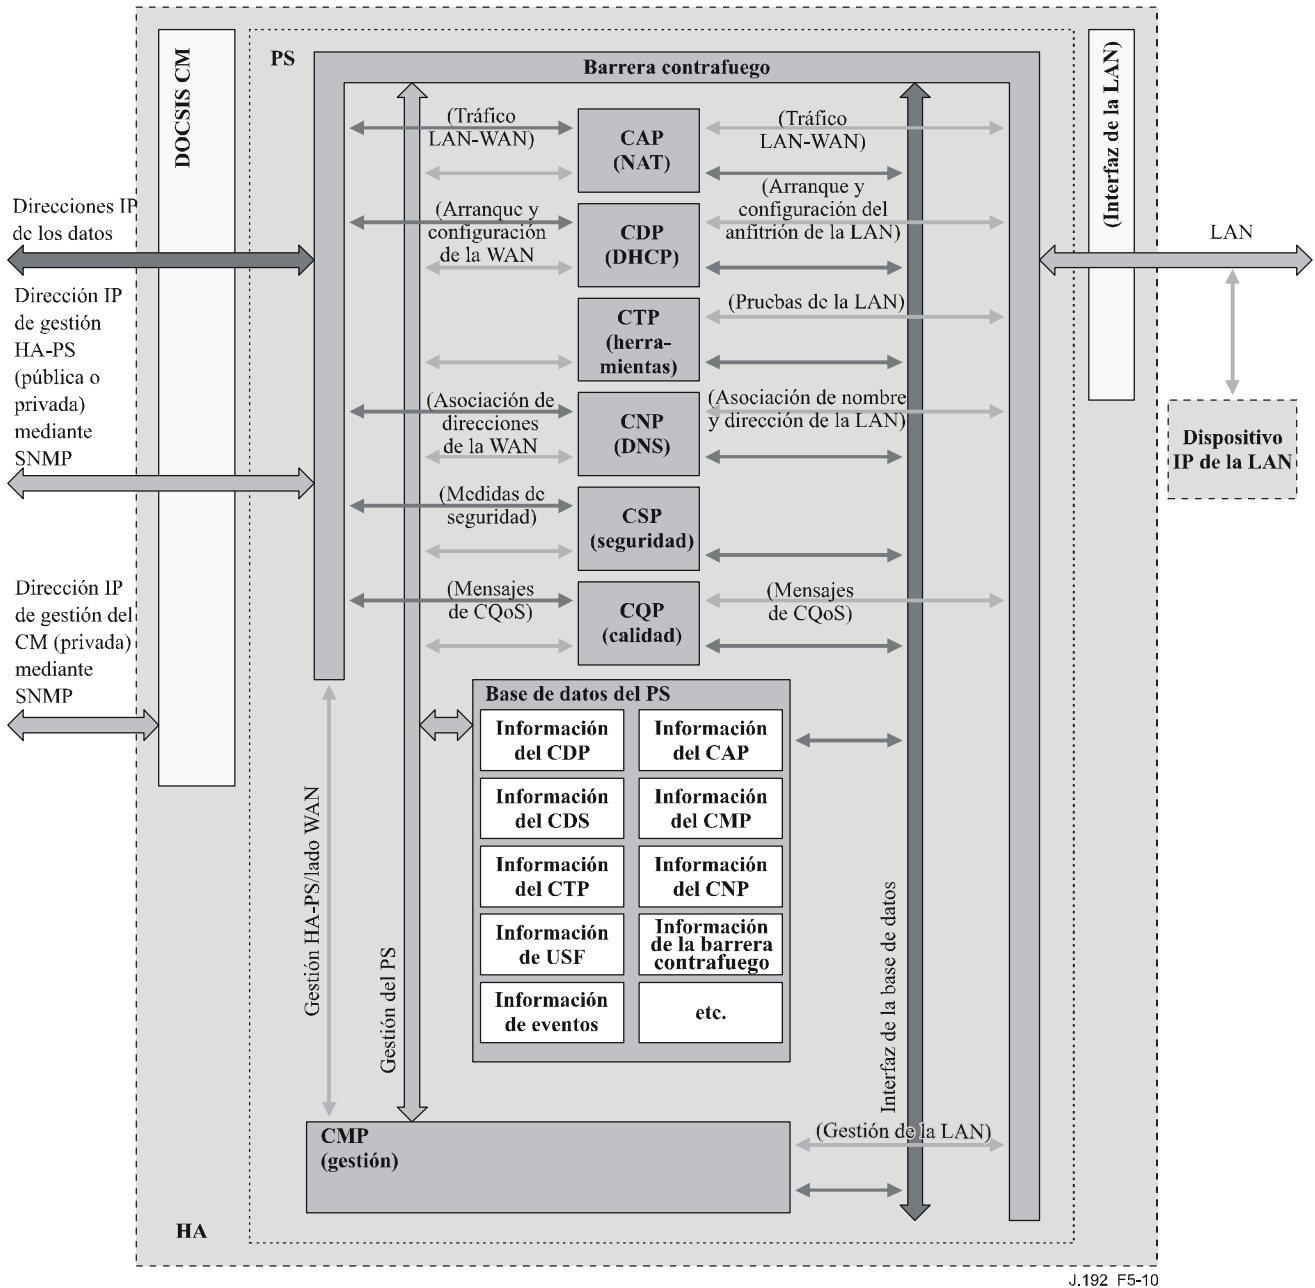 DOCSIS CM
PS
Barrera contrafuego
(Interfaz de la LAN)
(Tráfico
LAN-WAN)
CAP
(NAT)
(Tráfico
LAN-WAN)
Direcciones IP
de los datos
(Arranque y
configuración
de la WAN
CDP
(DHCP)
(Arranque y
configuración del
anfitrión de la LAN)
LAN
Dirección IP
de gestión
HA-PS
(pública o
privada)
mediante
SNMP
CTP
(herra-
mientas)
(Pruebas de la LAN)
(Asociación de
direcciones
de la WAN
CNP
(DNS)
(Asociación de nombre
y dirección de la LAN)
Dispositivo
IP de la LAN
(Medidas de
seguridad)
CSP
(seguridad)
Dirección IP
de gestión del
CM (privada)
mediante
SNMP
(Mensajes
de CQoS)
CQP
(calidad)
(Mensajes
de CQoS)
Base de datos del PS
Información
del CDP
Información
del CAP
Información
del CDS
Información
del CMP
Información
del CTP
Información
del CNP
Información
de USF
Información
de la barrera
contrafuego
Información
de eventos
etc.
Gestión HA-PS/lado WAN
Gestión del PS
Interfaz de la base de datos
CMP
(gestión)
(Gestión de la LAN)
HA
J.192_F5-10